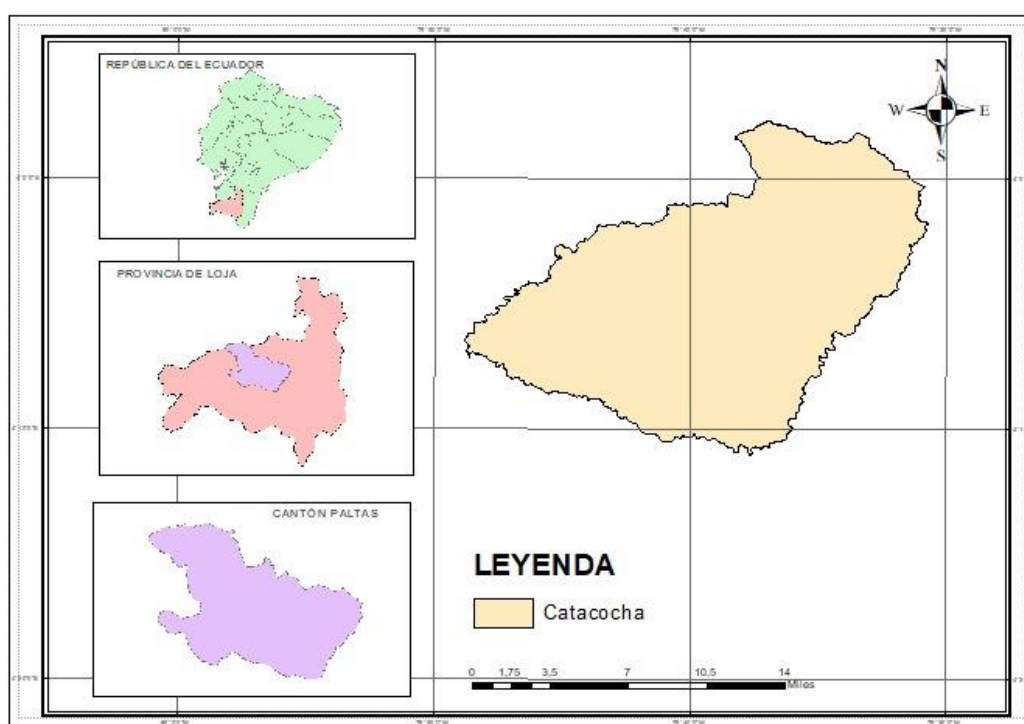 REPÚBLICA DEL ECUADOR
N
W E
S
PROVINCIA DE LOJA
CANTÓN PALTAS
LEYENDA
Catacocha
0 1,75 3,5 7 10,5 14
Miles